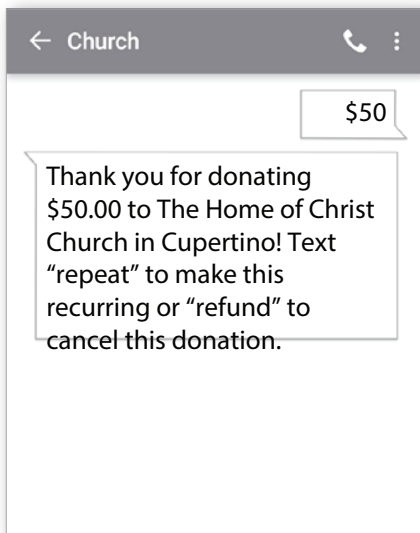 Church
$50
Thank you for donating
$50.00 to The Home of Christ
Church in Cupertino! Text
“repeat” to make this
recurring or “refund” to
cancel this donation.